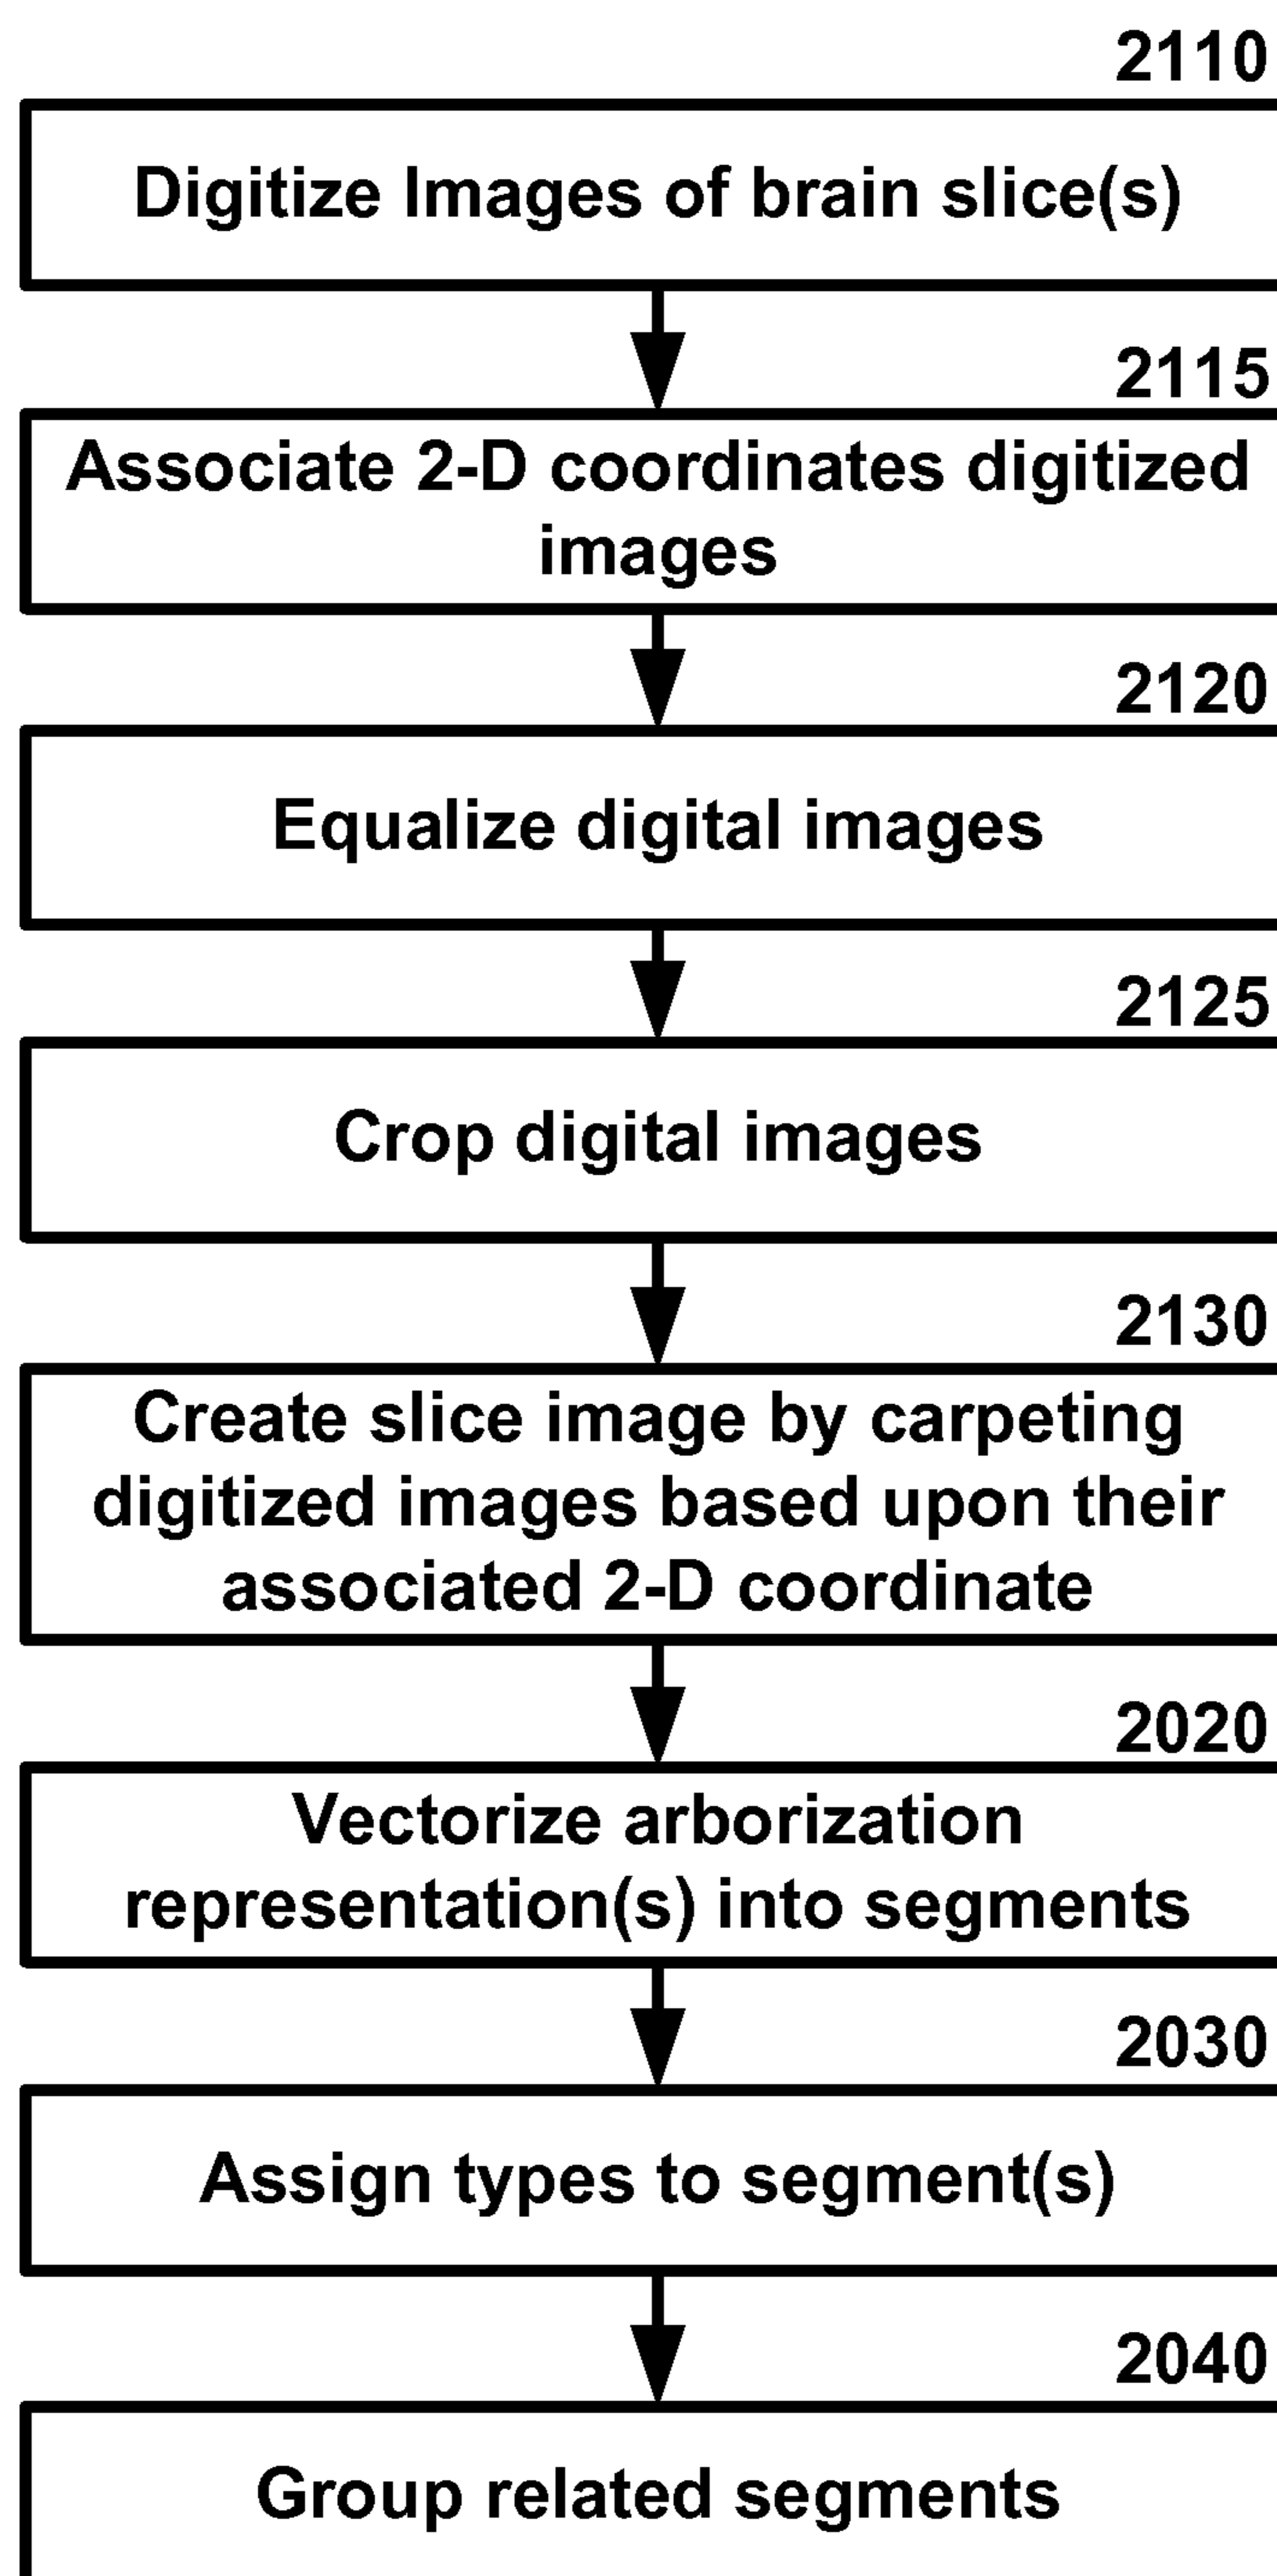 2110
Digitize Images of brain slice(s)
2115
Associate 2-D coordinates digitized
images
2120
Equalize digital images
2125
Crop digital images
2130
Create slice image by carpeting
digitized images based upon their
associated 2-D coordinate
2020
Vectorize arborization
representation(s) into segments
2030
Assign types to segment(s)
2040
Group related segments